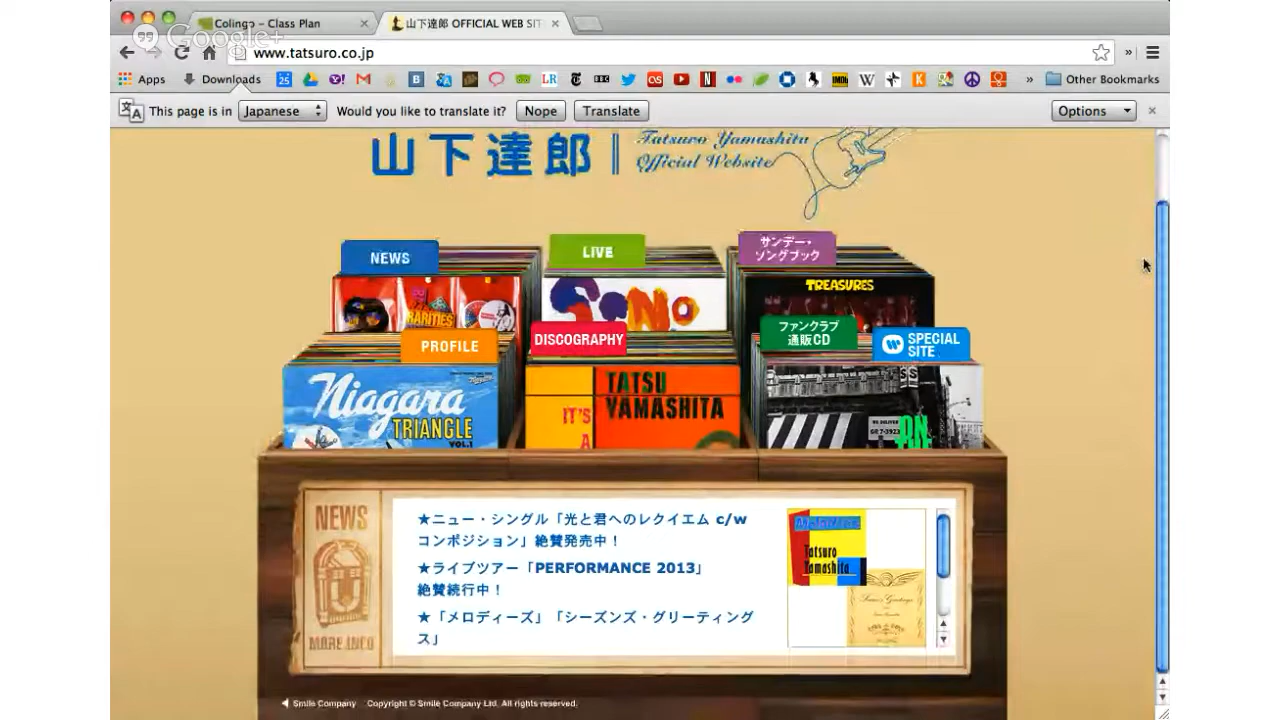 Colingo – Class Plan
山下達郎 OFFICIAL WEB SIT
Google+
www.tatsuro.co.jp
Apps
Downloads
Other Bookmarks
This page is in Japanese Would you like to translate it? Nope Translate Options
山下達郎
Tatsuro Yamashita
Official Website
NEWS
LIVE
サンデー・
ソングブック
TREASURES
RARITIES
SONO
PROFILE
DISCOGRAPHY
ファンクラブ
通販CD
SPECIAL
SITE
Niagara
TRIANGLE
VOL.1
TATSU
YAMASHITA
IT'S
A
ON
NEWS
MORE INFO
★ニュー・シングル「光と君へのレクイエム c/w
コンポジション」絶賛発売中！
★ライブツアー「PERFORMANCE 2013」
絶賛続行中！
★「メロディーズ」「シーズンズ・グリーティング
ス」
Tatsuro
Yamashita
Smile Company Copyright © Smile Company Ltd. All rights reserved.